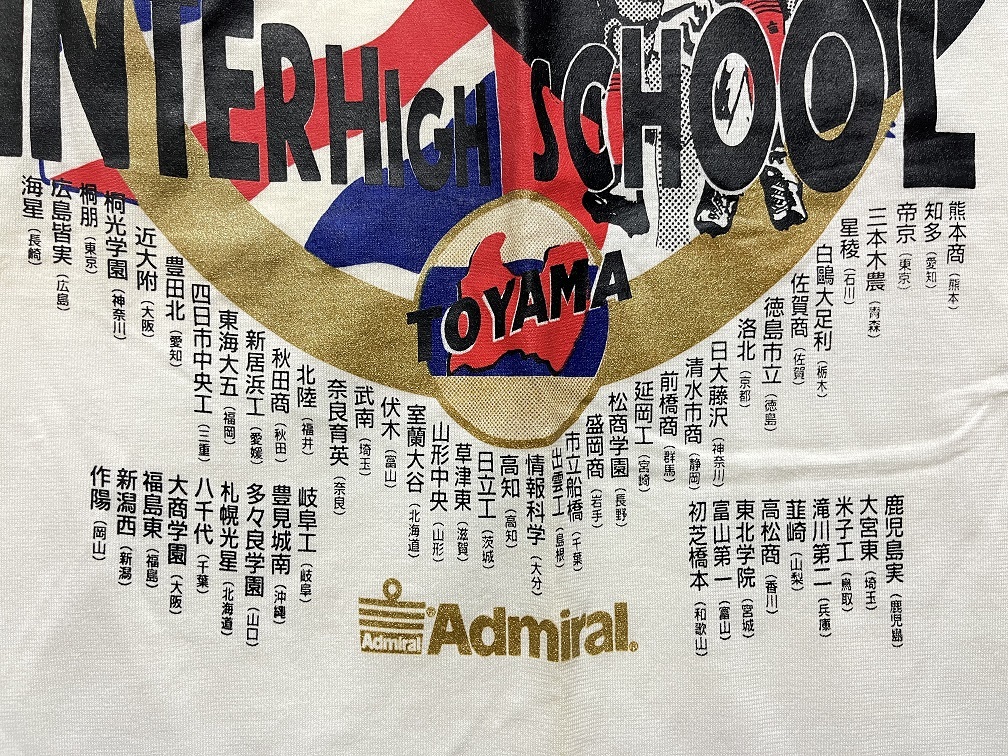 INTERHIGH SCHOOL
TOYAMA
熊本商（熊本）
知多（愛知）
帝京（東京）
三本木農（青森）
星稜（石川）
白鷗大足利（栃木）
佐賀商（佐賀）
徳島市立（徳島）
洛北（京都）
日大藤沢（神奈川）
清水市商（静岡）
前橋商（群馬）
延岡工（宮崎）
松商学園（長野）
盛岡商（岩手）
市立船橋（千葉）
出雲工（島根）
情報科学（大分）
高知（高知）
日立工（茨城）
草津東（滋賀）
山形中央（山形）
室蘭大谷（北海道）
伏木（富山）
武南（埼玉）
奈良育英（奈良）
北陸（福井）
秋田商（秋田）
新居浜工（愛媛）
東海大五（福岡）
四日市中央工（三重）
豊田北（愛知）
近大附（大阪）
桐光学園（神奈川）
桐朋（東京）
広島皆実（広島）
海星（長崎）
鹿児島実（鹿児島）
大宮東（埼玉）
米子工（鳥取）
滝川第二（兵庫）
韮崎（山梨）
高松商（香川）
東北学院（宮城）
富山第一（富山）
初芝橋本（和歌山）
岐阜工（岐阜）
豊見城南（沖縄）
多々良学園（山口）
札幌光星（北海道）
八千代（千葉）
大商学園（大阪）
福島東（福島）
新潟西（新潟）
作陽（岡山）
Admiral
®Admiral®